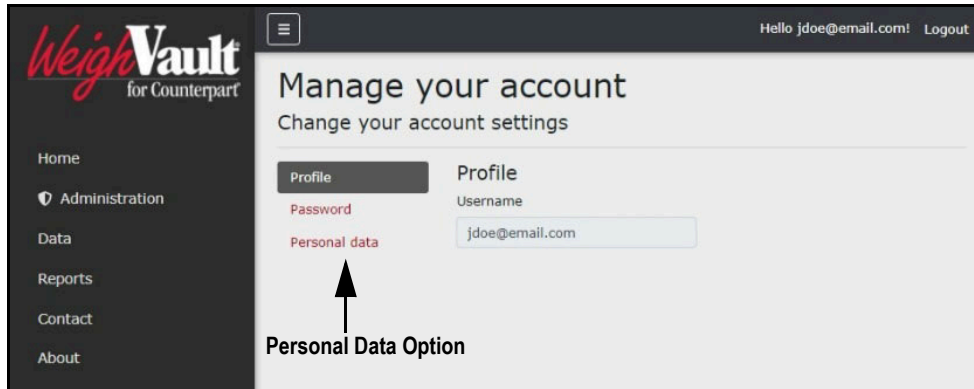 WeighVault
for Counterpart®
Home
Administration
Data
Reports
Contact
About
☰
Hello jdoe@email.com! Logout
Manage your account
Change your account settings
Profile
Password
Personal data
Profile
Username
jdoe@email.com
Personal Data Option